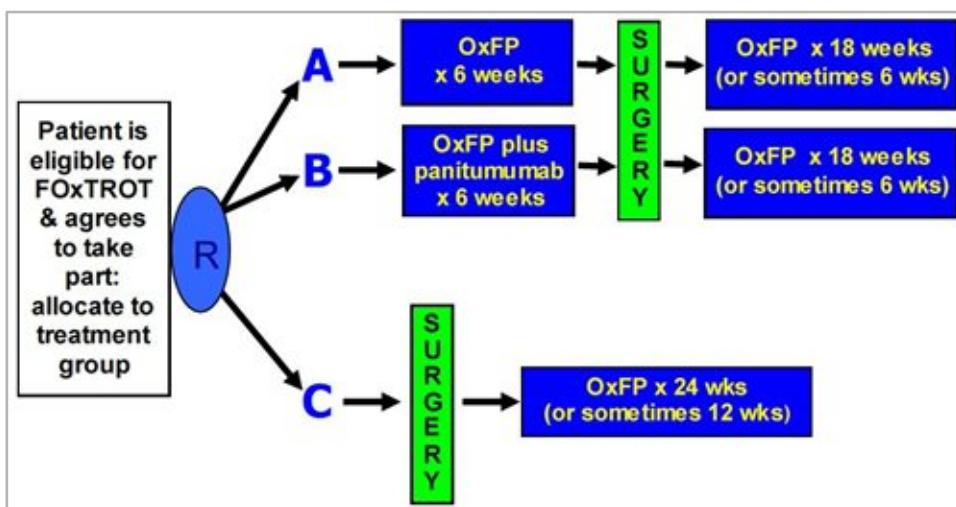 Patient is
eligible for
FOxTROT
& agrees
to take
part:
allocate to
treatment
group
R
A
OxFP
x 6 weeks
SURGERY
OxFP x 18 weeks
(or sometimes 6 wks)
B
OxFP plus
panitumumab
x 6 weeks
OxFP x 18 weeks
(or sometimes 6 wks)
C
SURGERY
OxFP x 24 wks
(or sometimes 12 wks)